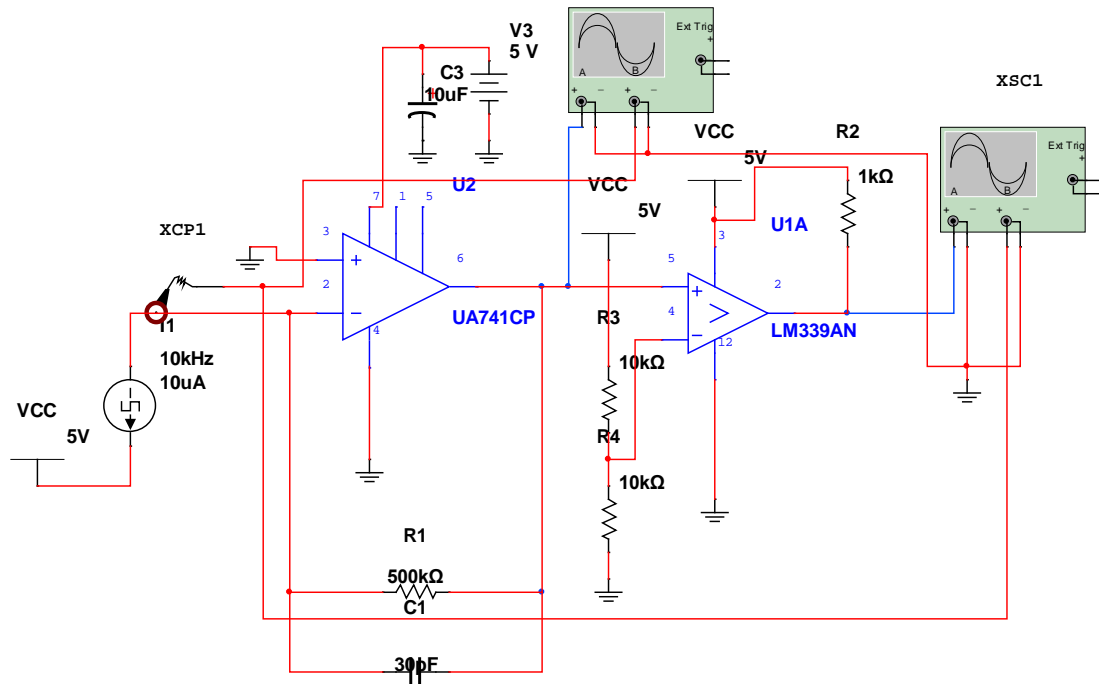 V3
5 V
C3
10uF
A
B
Ext Trig
+
+
−
+
−
XSC1
VCC
R2
5V
1kΩ
A
B
Ext Trig
+
+
−
+
−
U2
VCC
5V
7
1
5
XCP1
3
2
6
4
UA741CP
U1A
3
5
4
2
12
LM339AN
I1
10kHz
10uA
VCC
5V
R3
10kΩ
R4
10kΩ
R1
500kΩ
C1
30pF